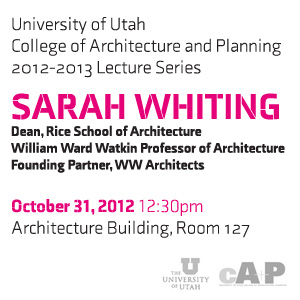 University of Utah
College of Architecture and Planning
2012-2013 Lecture Series
SARAH WHITING
Dean, Rice School of Architecture
William Ward Watkin Professor of Architecture
Founding Partner, WW Architects
October 31, 2012 12:30pm
Architecture Building, Room 127
THE
UNIVERSITY
OF UTAH
cAP